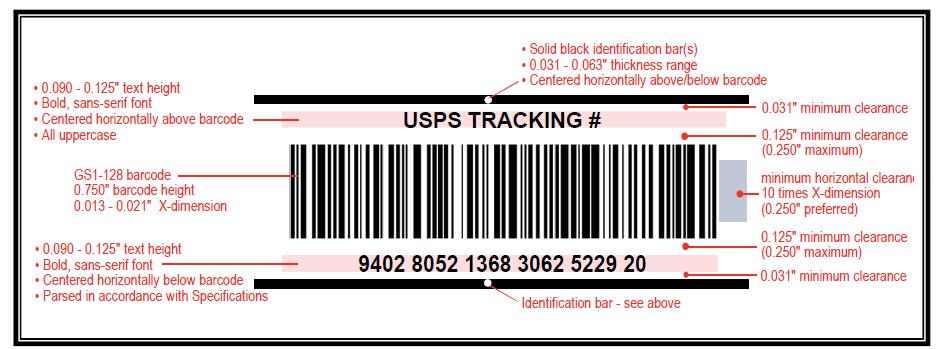 • Solid black identification bar(s)
• 0.031 - 0.063" thickness range
• Centered horizontally above/below barcode
• 0.090 - 0.125" text height
• Bold, sans-serif font
• Centered horizontally above barcode
• All uppercase
0.031" minimum clearance
USPS TRACKING #
0.125" minimum clearance
(0.250" maximum)
GS1-128 barcode
0.750" barcode height
0.013 - 0.021" X-dimension
minimum horizontal clearan
10 times X-dimension
(0.250" preferred)
0.125" minimum clearance
(0.250" maximum)
• 0.090 - 0.125" text height
• Bold, sans-serif font
• Centered horizontally below barcode
• Parsed in accordance with Specifications
9402 8052 1368 3062 5229 20
0.031" minimum clearance
Identification bar - see above